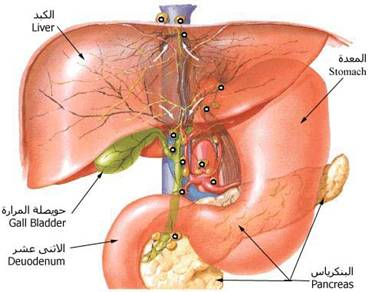 الكبد
Liver
المعدة
Stomach
حويصلة المرارة
Gall Bladder
الاثنى عشر
Deuodenum
البنكرياس
Pancreas